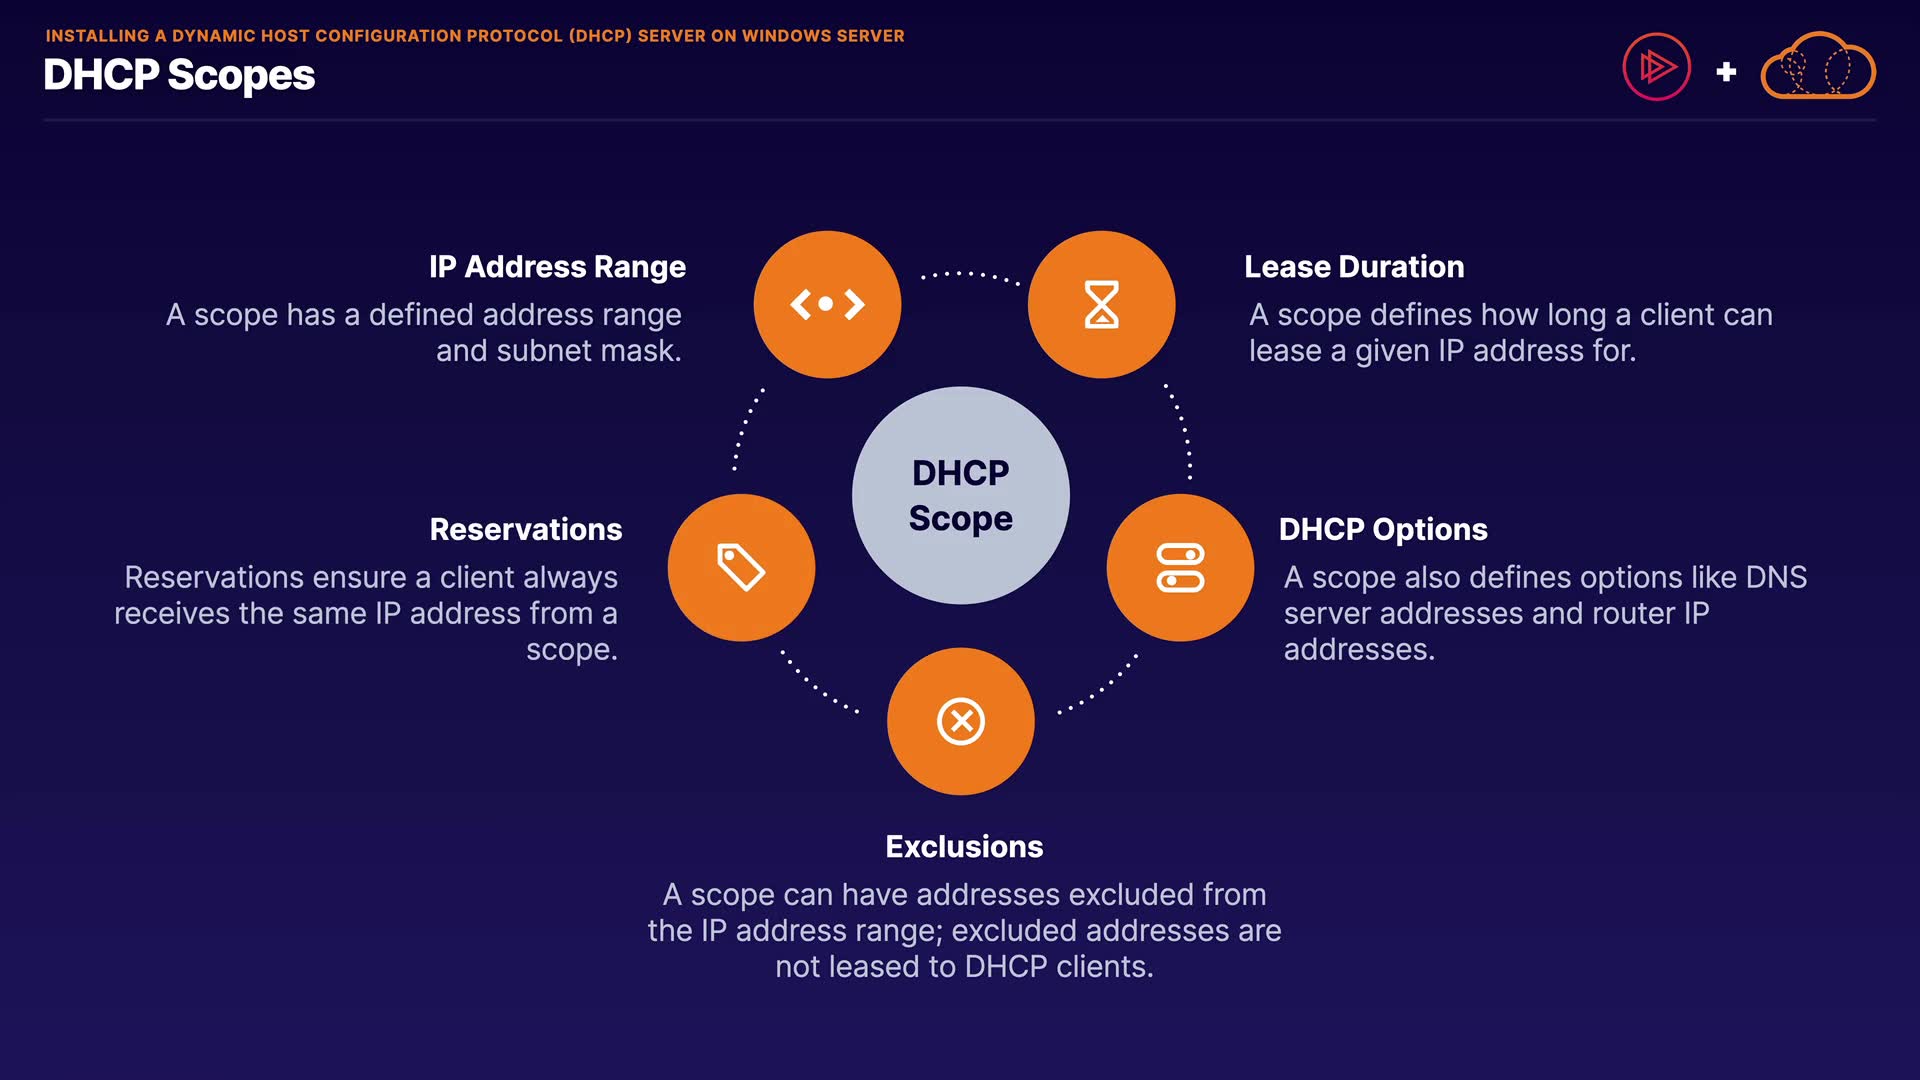 INSTALLING A DYNAMIC HOST CONFIGURATION PROTOCOL (DHCP) SERVER ON WINDOWS SERVER
DHCP Scopes
IP Address Range
A scope has a defined address range
and subnet mask.
Lease Duration
A scope defines how long a client can
lease a given IP address for.
DHCP
Scope
Reservations
Reservations ensure a client always
receives the same IP address from a
scope.
DHCP Options
A scope also defines options like DNS
server addresses and router IP
addresses.
Exclusions
A scope can have addresses excluded from
the IP address range; excluded addresses are
not leased to DHCP clients.